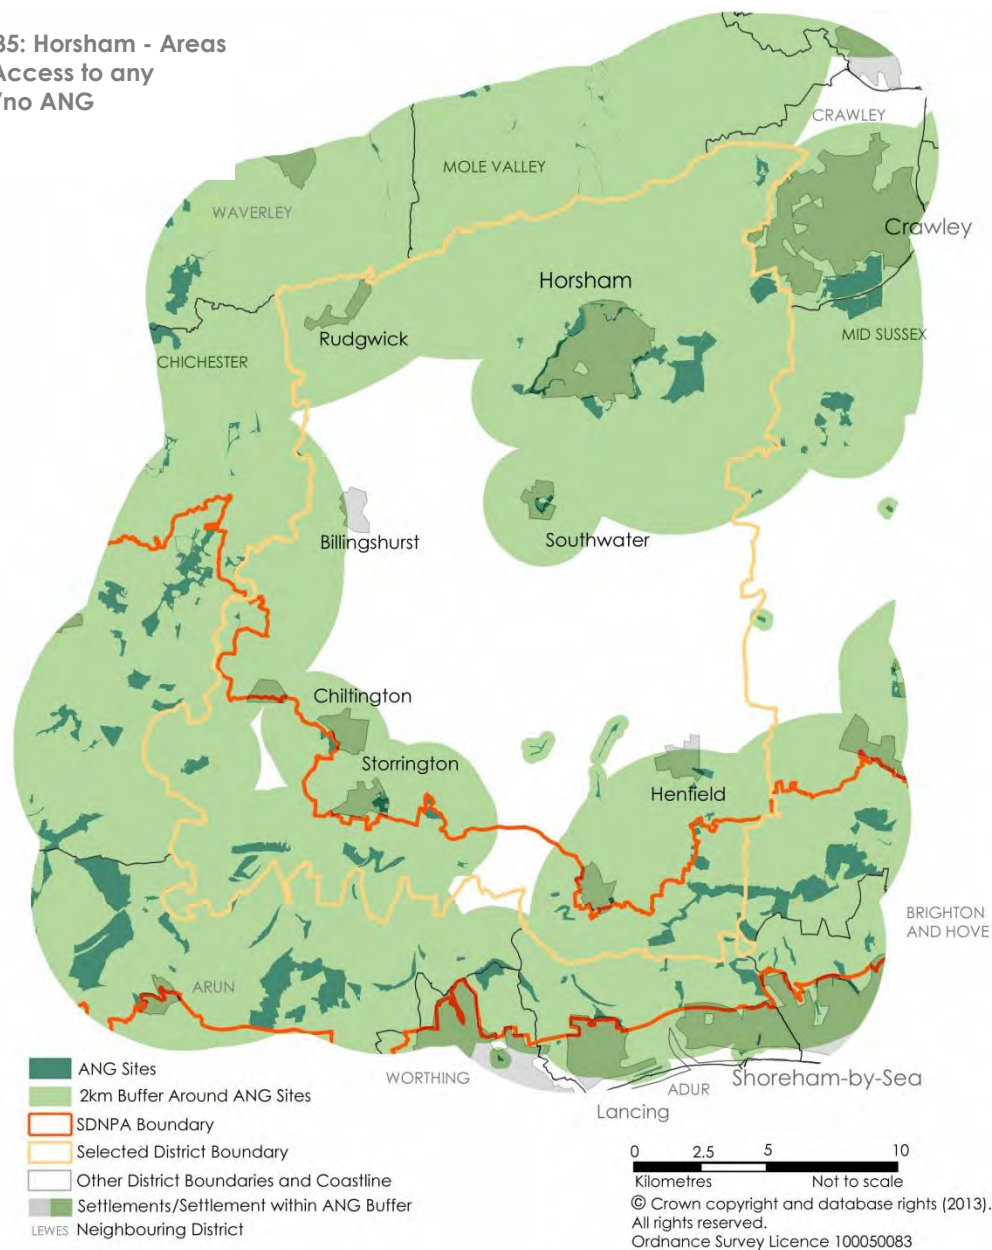 35: Horsham - Areas
Access to any
/no ANG
CRAWLEY
MOLE VALLEY
WAVERLEY
Crawley
Horsham
Rudgwick
MID SUSSEX
CHICHESTER
Billingshurst
Southwater
Chiltington
Storrington
Henfield
BRIGHTON
AND HOVE
ARUN
WORTHING
ADUR
Shoreham-by-Sea
Lancing
ANG Sites
2km Buffer Around ANG Sites
SDNPA Boundary
Selected District Boundary
Other District Boundaries and Coastline
Settlements/Settlement within ANG Buffer
LEWES Neighbouring District
0 2.5 5 10
Kilometres Not to scale
© Crown copyright and database rights (2013).
All rights reserved.
Ordnance Survey Licence 100050083